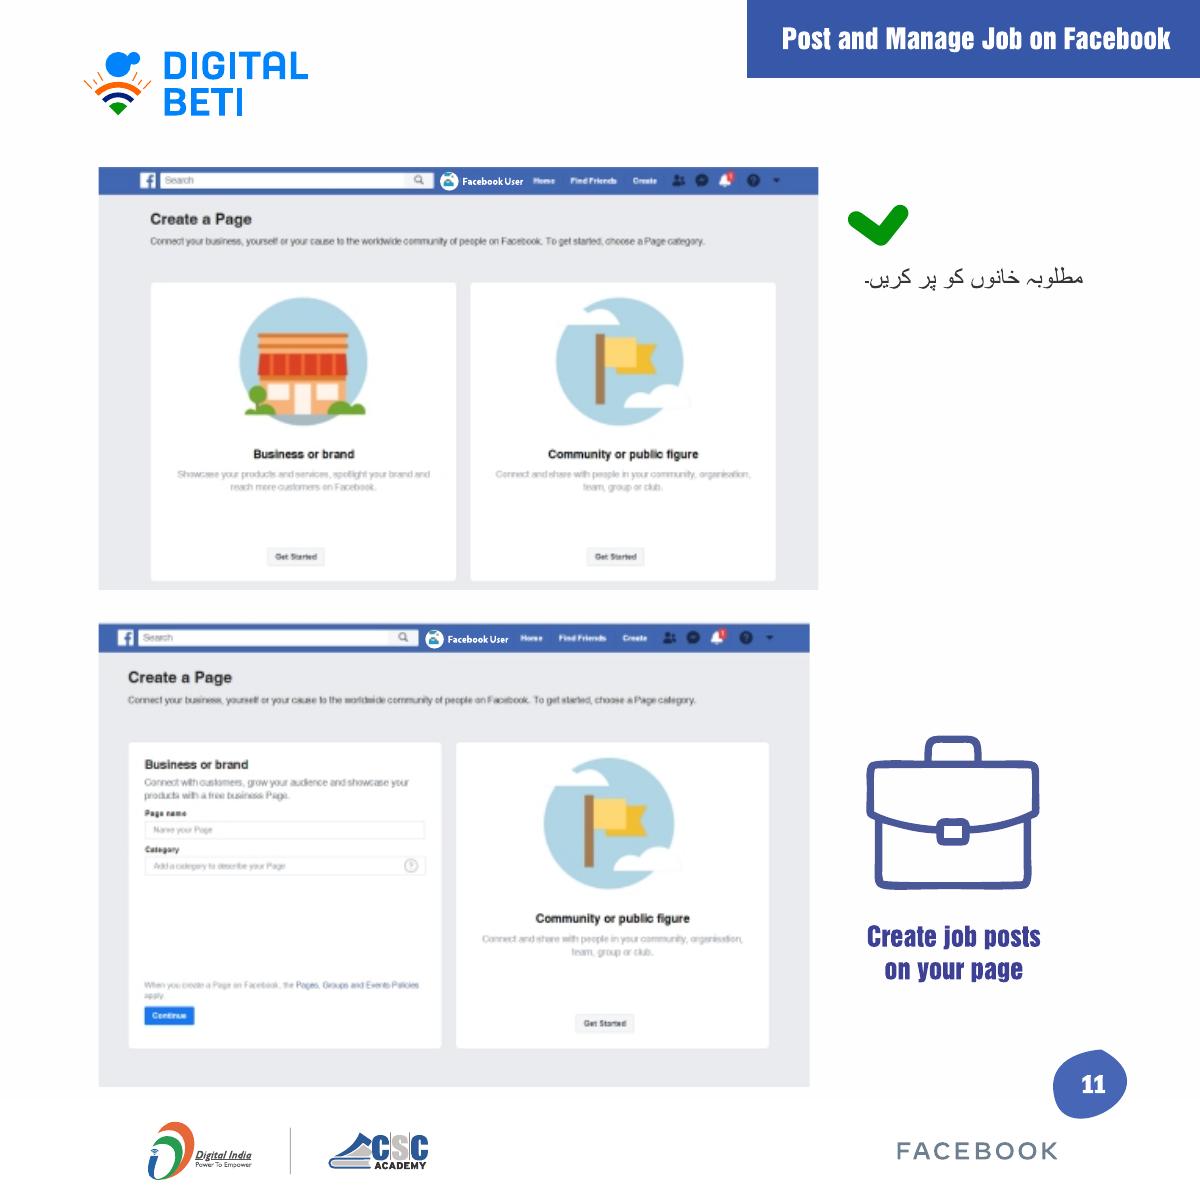 Post and Manage Job on Facebook
DIGITAL
BETI
Search
Facebook User Home Find Friends Create
Create a Page
Connect your business, yourself or your cause to the worldwide community of people on Facebook. To get started, choose a Page category.
مطلوبہ خانوں کو پر کریں۔
Business or brand
Showcase your products and services, spotlight your brand and
reach more customers on Facebook.
Get Started
Community or public figure
Connect and share with people in your community, organisation,
team, group or club.
Get Started
Search
Facebook User Home Find Friends Create
Create a Page
Connect your business, yourself or your cause to the worldwide community of people on Facebook. To get started, choose a Page category.
Business or brand
Connect with customers, grow your audience and showcase your
products with a free business Page.
Page name
Name your Page
Category
Add a category to describe your Page
When you create a Page on Facebook, the Pages, Groups and Events Policies
apply.
Continue
Community or public figure
Connect and share with people in your community, organisation,
team, group or club.
Get Started
Create job posts
on your page
11
Digital India
Power To Empower
CSC
ACADEMY
FACEBOOK